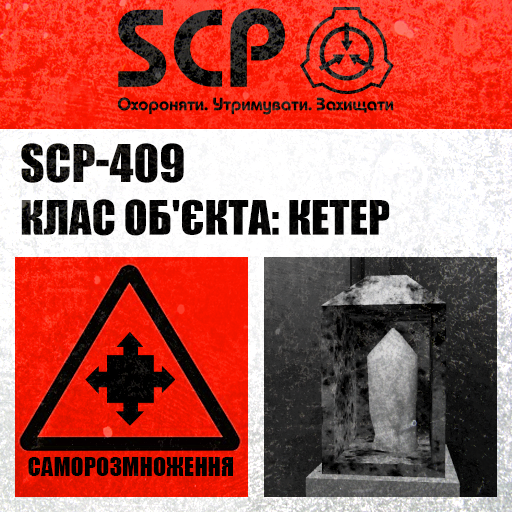 SCP
Охороняти. Утримувати. Захищати
SCP-409
КЛАС ОБ'ЄКТА: КЕТЕР
САМОРОЗМНОЖЕННЯ